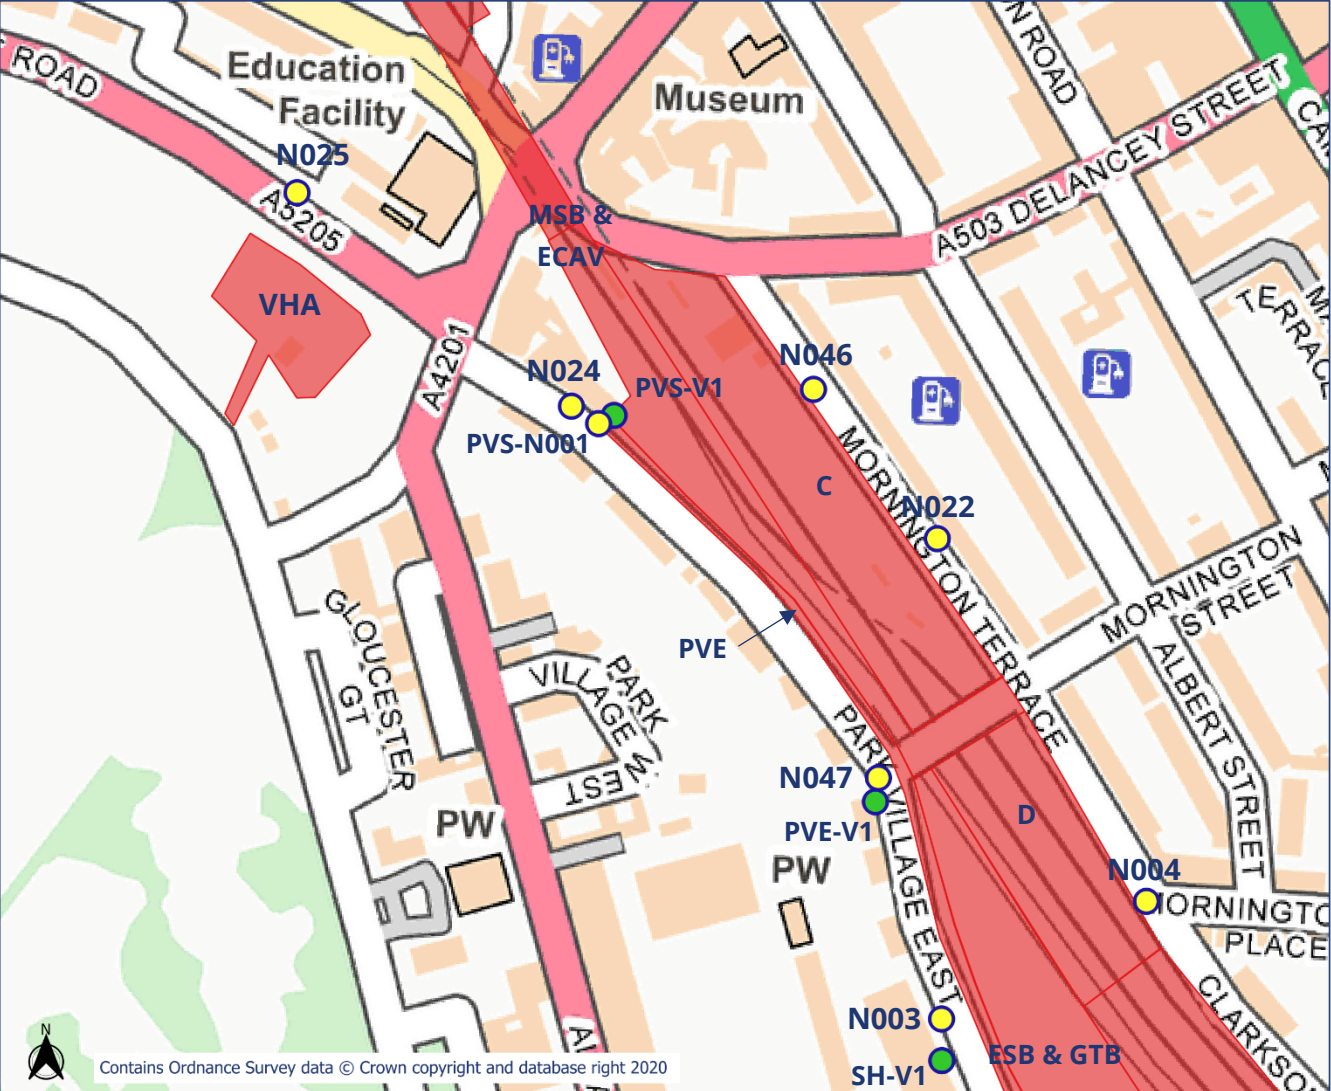 ROAD
Education
Facility
Museum
N ROAD
A503 DELANCEY STREET
N025
A5205
MSB &
ECAV
VHA
TERRACE
A4201
N024
PVS-V1
PVS-N001
N046
C
N022
MORNINGTON TERRACE
MORNINGTON
STREET
GLOUCESTER
GT
PVE
PARK
VILLAGE WEST
ALBERT STREET
PARK VILLAGE EAST
N047
PVE-V1
D
PW
PW
N004
MORNINGTO
PLACE
CLARKSO
N003
SH-V1
ESB & GTB
N
Contains Ordnance Survey data © Crown copyright and database right 2020